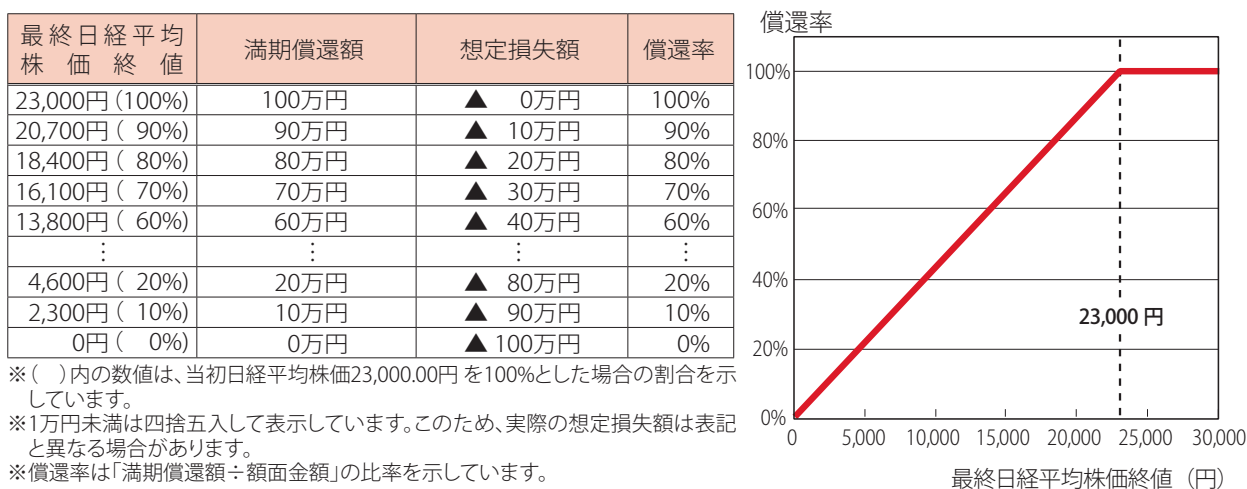 最終日経平均
株価終値
満期償還額
想定損失額
償還率
23,000円(100%) 100万円 ▲ 0万円 100%
20,700円( 90%) 90万円 ▲ 10万円 90%
18,400円( 80%) 80万円 ▲ 20万円 80%
16,100円( 70%) 70万円 ▲ 30万円 70%
13,800円( 60%) 60万円 ▲ 40万円 60%
⋮ ⋮ ⋮ ⋮
4,600円( 20%) 20万円 ▲ 80万円 20%
2,300円( 10%) 10万円 ▲ 90万円 10%
0円( 0%) 0万円 ▲ 100万円 0%
※( )内の数値は、当初日経平均株価23,000.00円 を100%とした場合の割合を示
しています。
※1万円未満は四捨五入して表示しています。このため、実際の想定損失額は表記
と異なる場合があります。
※償還率は「満期償還額÷額面金額」の比率を示しています。
償還率
100%
80%
60%
40%
20%
0%
23,000 円
0 5,000 10,000 15,000 20,000 25,000 30,000
最終日経平均株価終値(円)